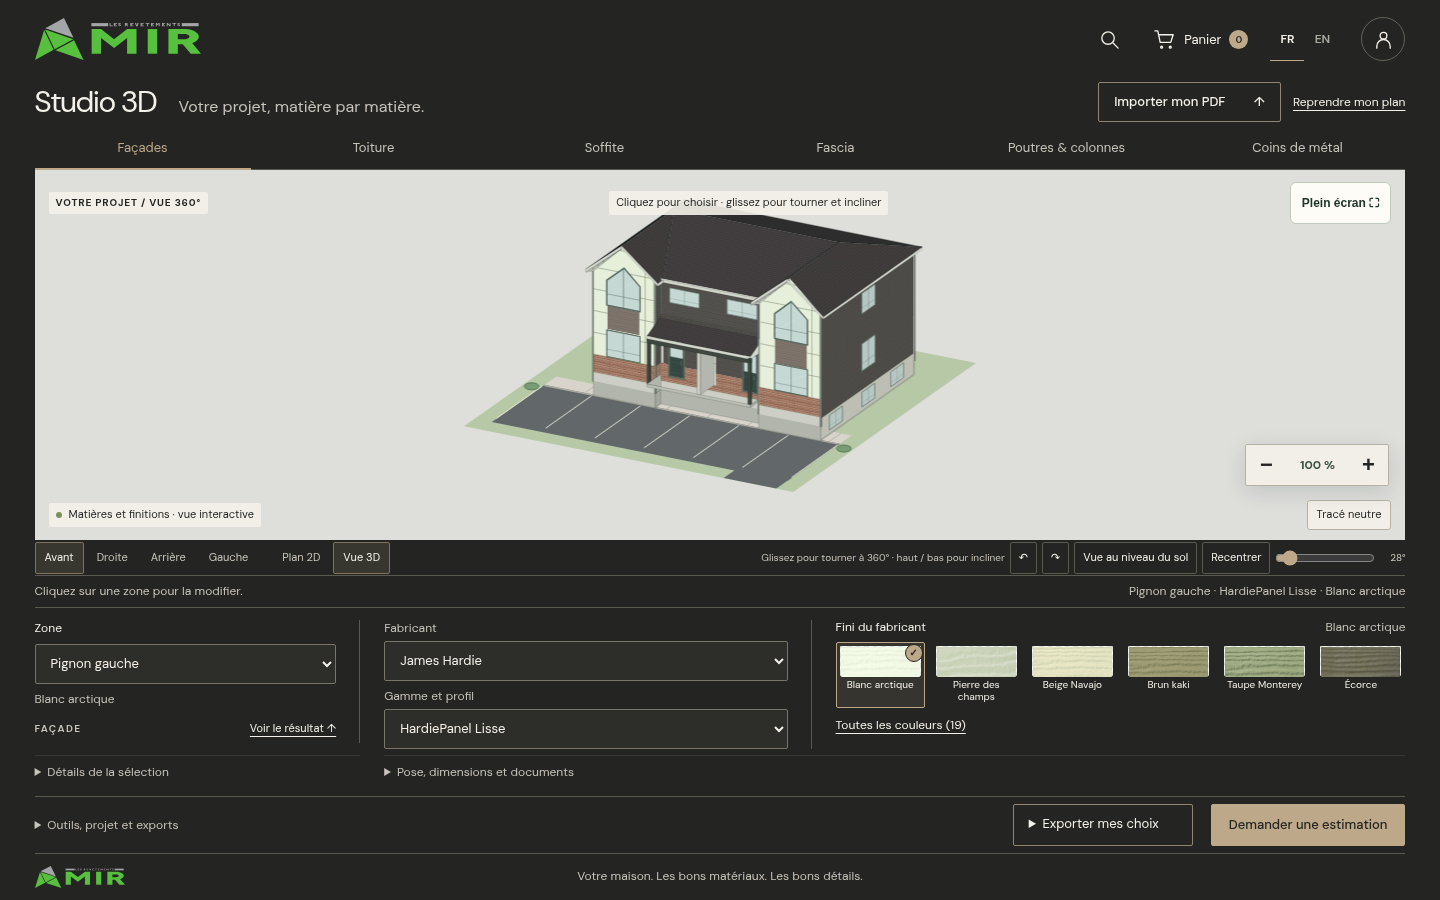 LES REVÊTEMENTS
MIR
Panier 0
FR EN
Studio 3D
Votre projet, matière par matière.
Importer mon PDF ↑
Reprendre mon plan
Façades
Toiture
Soffite
Fascia
Poutres & colonnes
Coins de métal
VOTRE PROJET / VUE 360°
Cliquez pour choisir · glissez pour tourner et incliner
Plein écran ⛶
− 100 % +
Matières et finitions · vue interactive
Tracé neutre
Avant
Droite
Arrière
Gauche
Plan 2D
Vue 3D
Glissez pour tourner à 360° · haut / bas pour incliner
↶
↷
Vue au niveau du sol
Recentrer
28°
Cliquez sur une zone pour la modifier.
Pignon gauche · HardiePanel Lisse · Blanc arctique
Zone
Pignon gauche
Blanc arctique
FAÇADE
Voir le résultat ↑
Fabricant
James Hardie
Gamme et profil
HardiePanel Lisse
Fini du fabricant
Blanc arctique
✓
Blanc arctique
Pierre des
champs
Beige Navajo
Brun kaki
Taupe Monterey
Écorce
Toutes les couleurs (19)
▶ Détails de la sélection
▶ Pose, dimensions et documents
▶ Outils, projet et exports
▶ Exporter mes choix
Demander une estimation
MIR
Votre maison. Les bons matériaux. Les bons détails.